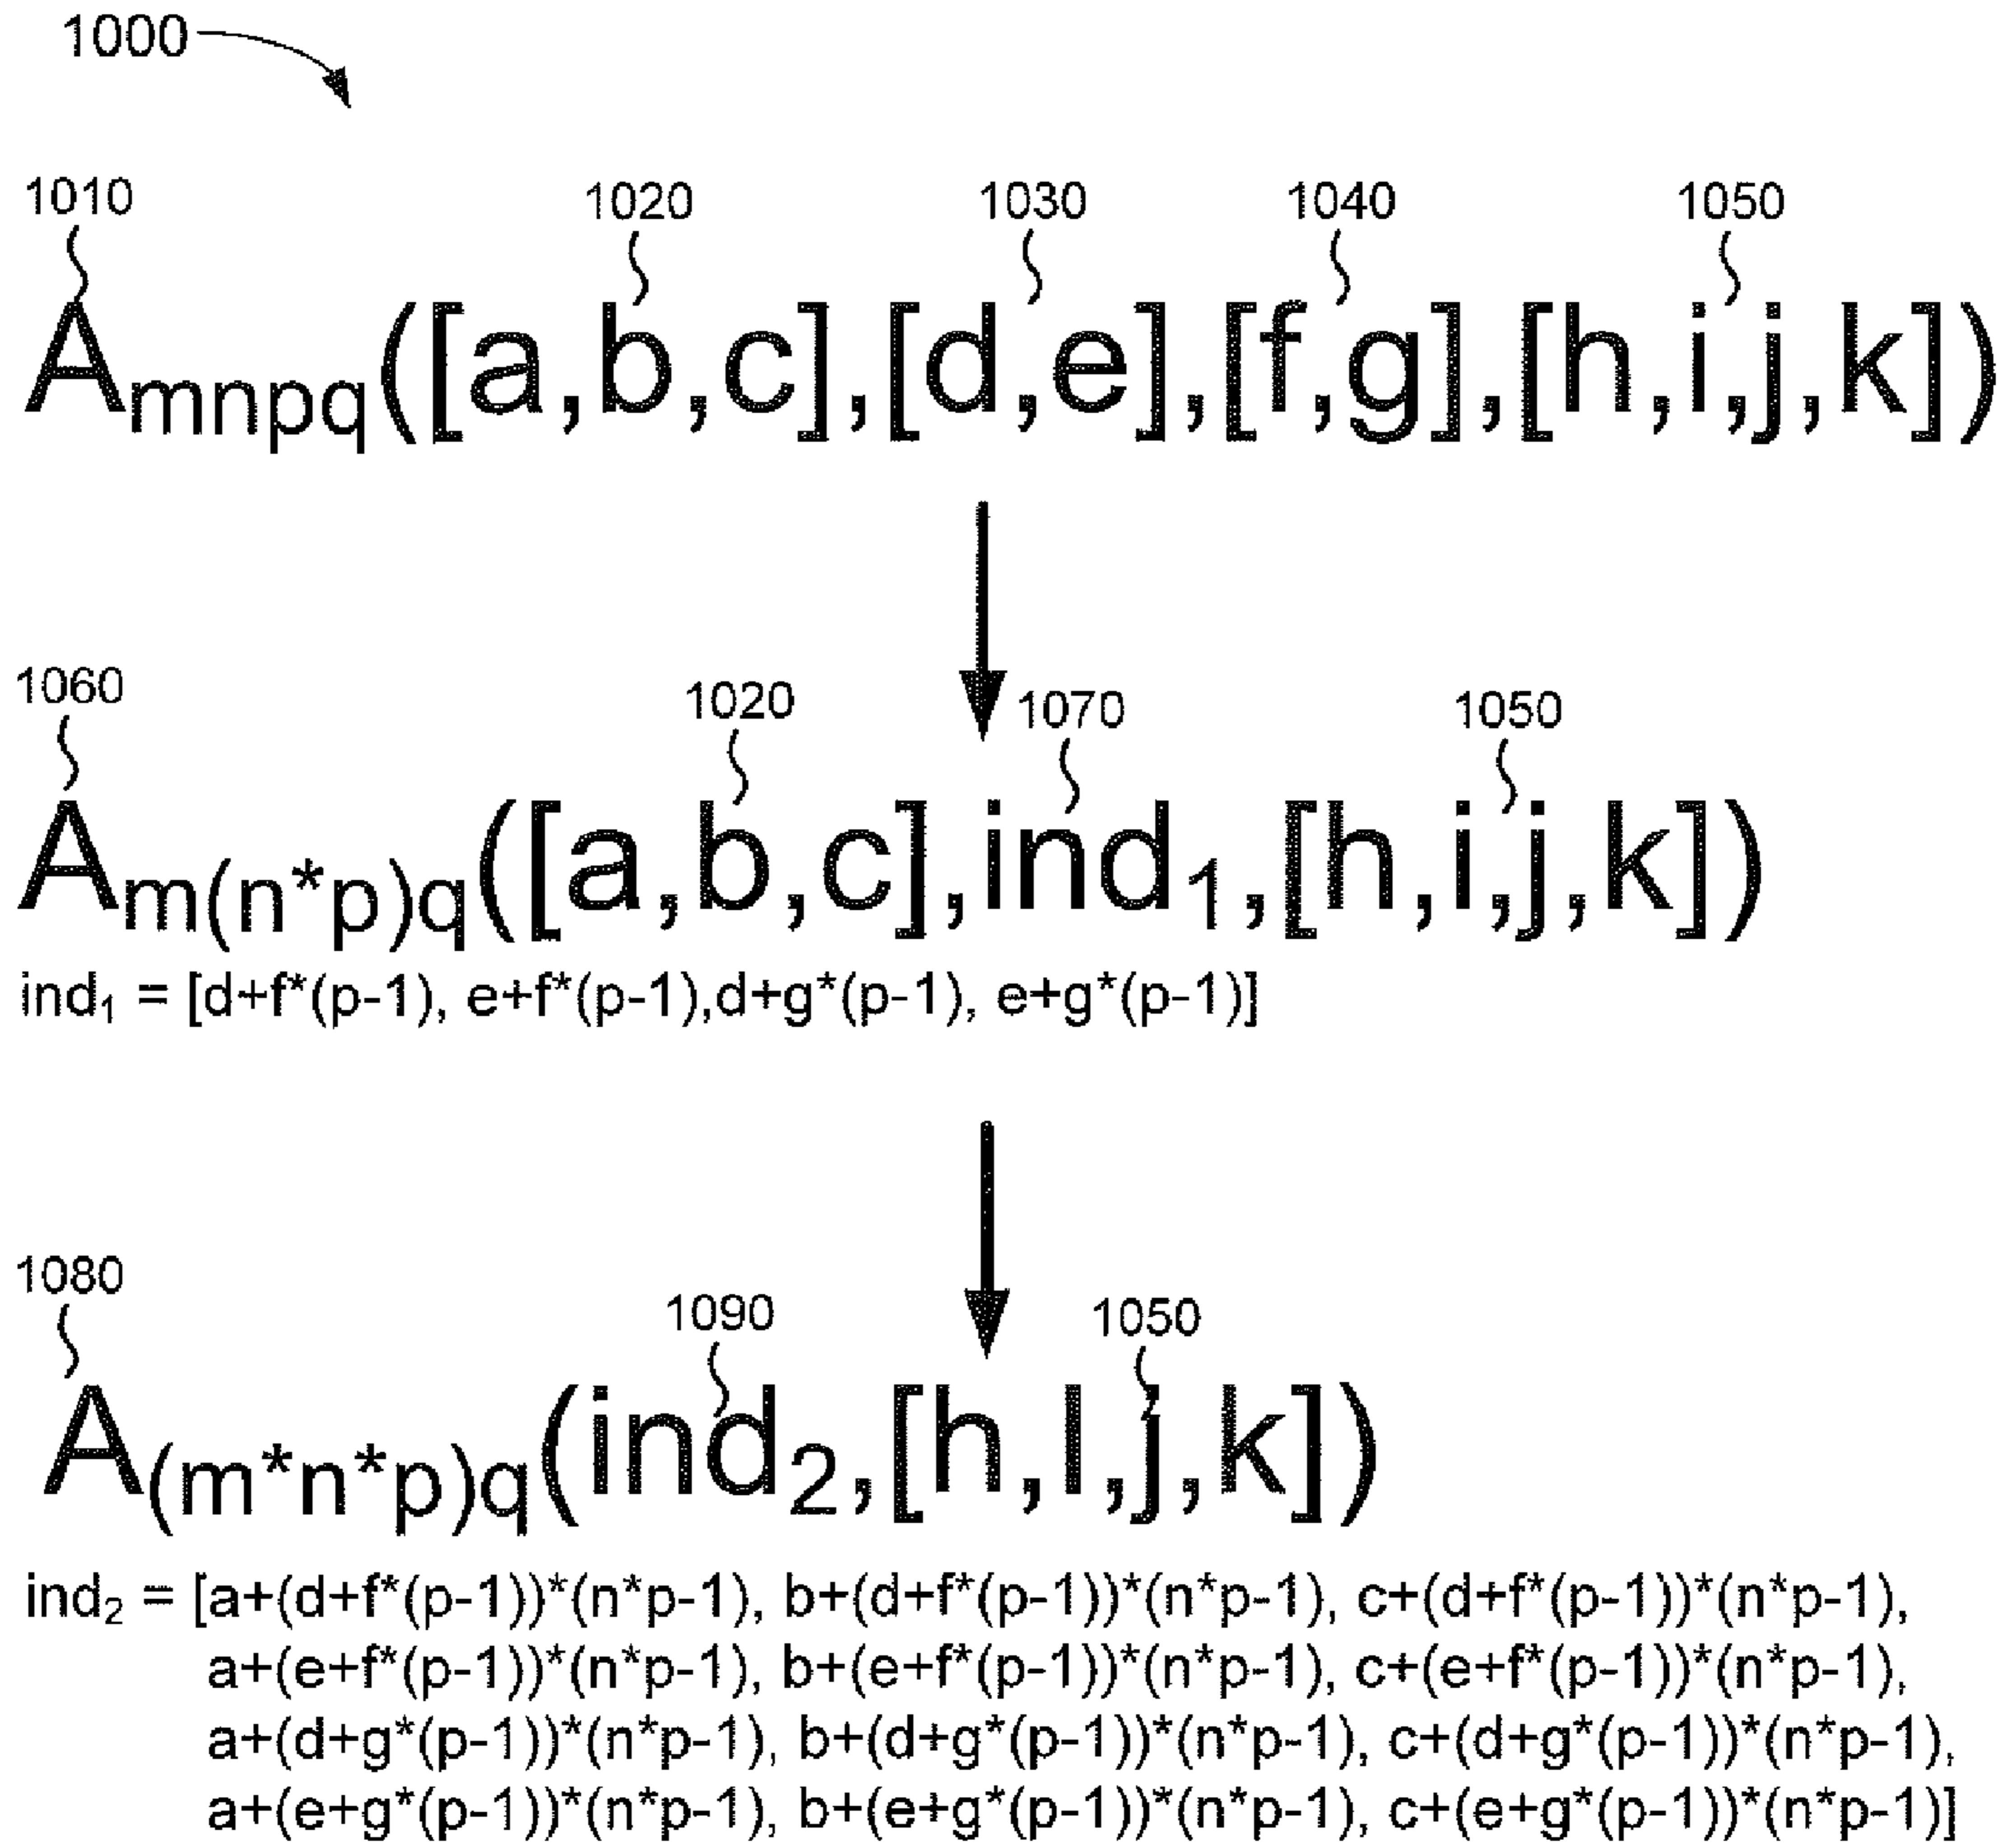 1000
1010 1020 1030 1040 1050
Amnpq([a,b,c],[d,e],[f,g],[h,i,j,k])
1060 1020 1070 1050
Am(n*p)q([a,b,c],ind1,[h,i,j,k])
ind1 = [d+f*(p-1), e+f*(p-1),d+g*(p-1), e+g*(p-1)]
1080 1090 1050
A(m*n*p)q(ind2,[h,l,j,k])
ind2 = [a+(d+f*(p-1))*(n*p-1), b+(d+f*(p-1))*(n*p-1), c+(d+f*(p-1))*(n*p-1),
a+(e+f*(p-1))*(n*p-1), b+(e+f*(p-1))*(n*p-1), c+(e+f*(p-1))*(n*p-1),
a+(d+g*(p-1))*(n*p-1), b+(d+g*(p-1))*(n*p-1), c+(d+g*(p-1))*(n*p-1),
a+(e+g*(p-1))*(n*p-1), b+(e+g*(p-1))*(n*p-1), c+(e+g*(p-1))*(n*p-1)]